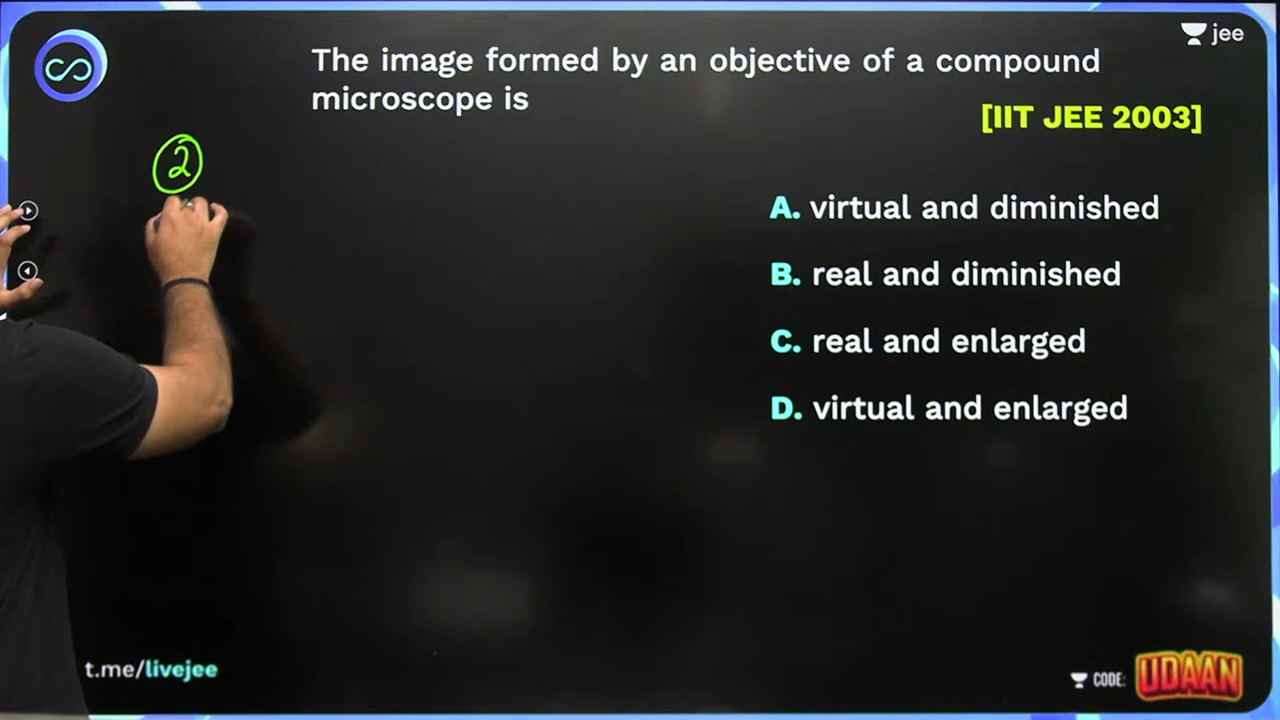 jee
The image formed by an objective of a compound
microscope is
[IIT JEE 2003]
2
A. virtual and diminished
B. real and diminished
C. real and enlarged
D. virtual and enlarged
t.me/livejee
CODE: UDAAN